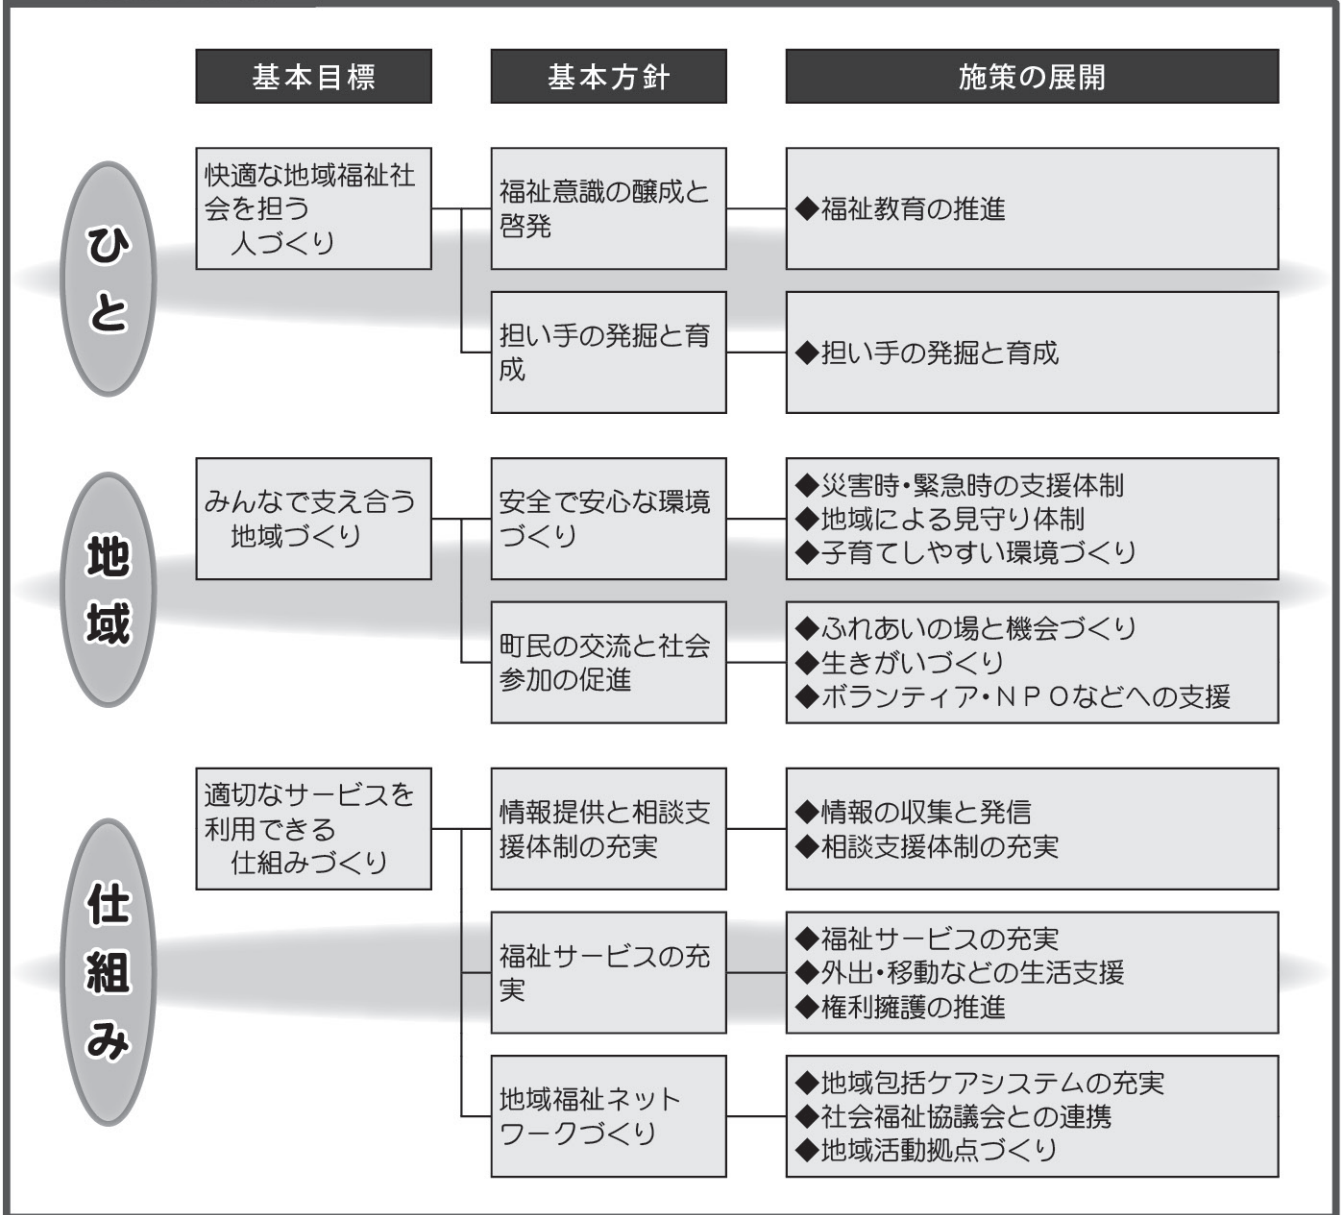 基本目標
基本方針
施策の展開
ひと
快適な地域福祉社
会を担う
人づくり
福祉意識の醸成と
啓発
◆福祉教育の推進
担い手の発掘と育
成
◆担い手の発掘と育成
地域
みんなで支え合う
地域づくり
安全で安心な環境
づくり
◆災害時・緊急時の支援体制
◆地域による見守り体制
◆子育てしやすい環境づくり
町民の交流と社会
参加の促進
◆ふれあいの場と機会づくり
◆生きがいづくり
◆ボランティア・NPOなどへの支援
仕組み
適切なサービスを
利用できる
仕組みづくり
情報提供と相談支
援体制の充実
◆情報の収集と発信
◆相談支援体制の充実
福祉サービスの充
実
◆福祉サービスの充実
◆外出・移動などの生活支援
◆権利擁護の推進
地域福祉ネット
ワークづくり
◆地域包括ケアシステムの充実
◆社会福祉協議会との連携
◆地域活動拠点づくり